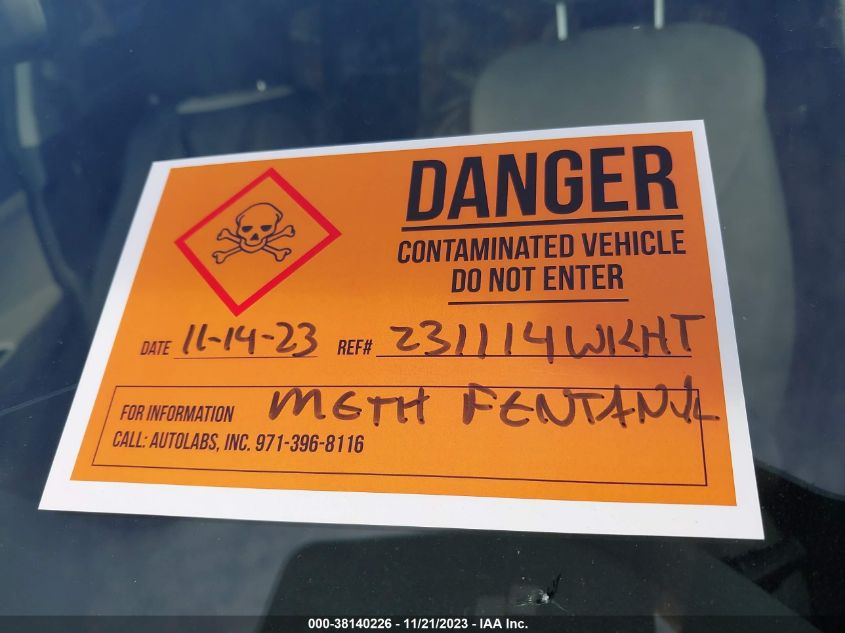 DANGER
CONTAMINATED VEHICLE
DO NOT ENTER
DATE 11-14-23 REF# 231114WKHT
FOR INFORMATION METH FENTANYL
CALL: AUTOLABS, INC. 971-396-8116
000-38140226 - 11/21/2023 - IAA Inc.